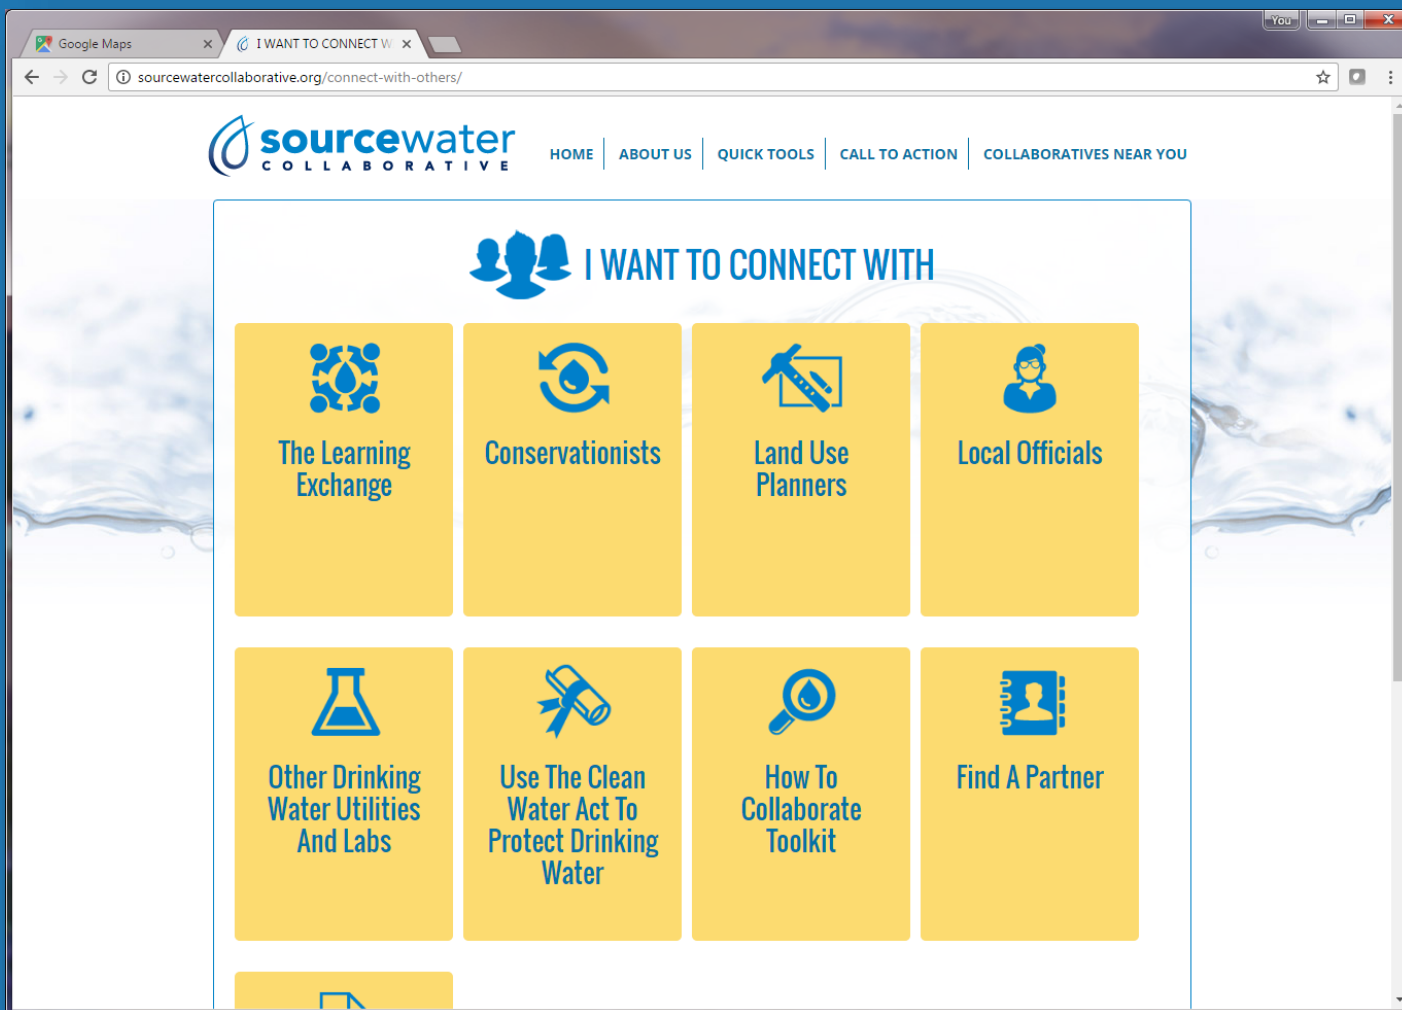 You
Google Maps
I WANT TO CONNECT W
sourcewatercollaborative.org/connect-with-others/
sourcewater
COLLABORATIVE
HOME
ABOUT US
QUICK TOOLS
CALL TO ACTION
COLLABORATIVES NEAR YOU
I WANT TO CONNECT WITH
The Learning
Exchange
Conservationists
Land Use
Planners
Local Officials
Other Drinking
Water Utilities
And Labs
Use The Clean
Water Act To
Protect Drinking
Water
How To
Collaborate
Toolkit
Find A Partner